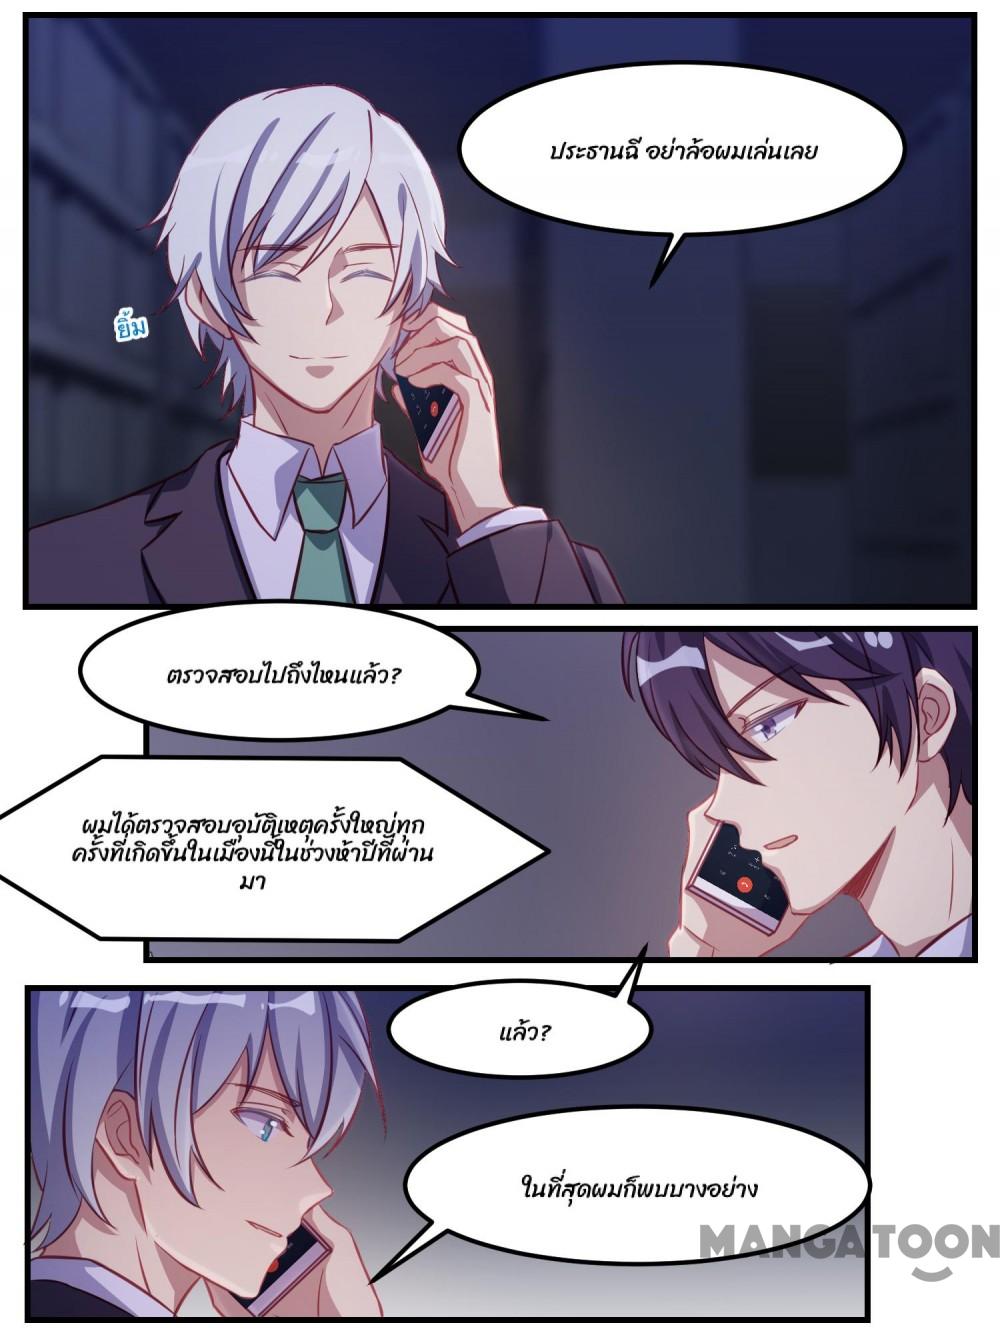 ประธานฉี อย่าล้อผมเล่นเลย
ยิ้ม
ตรวจสอบไปถึงไหนแล้ว?
ผมได้ตรวจสอบอุบัติเหตุครั้งใหญ่ทุก
ครั้งที่เกิดขึ้นในเมืองนี้ในช่วงห้าปีที่ผ่าน
มา
แล้ว?
ในที่สุดผมก็พบบางอย่าง
MANGATOON